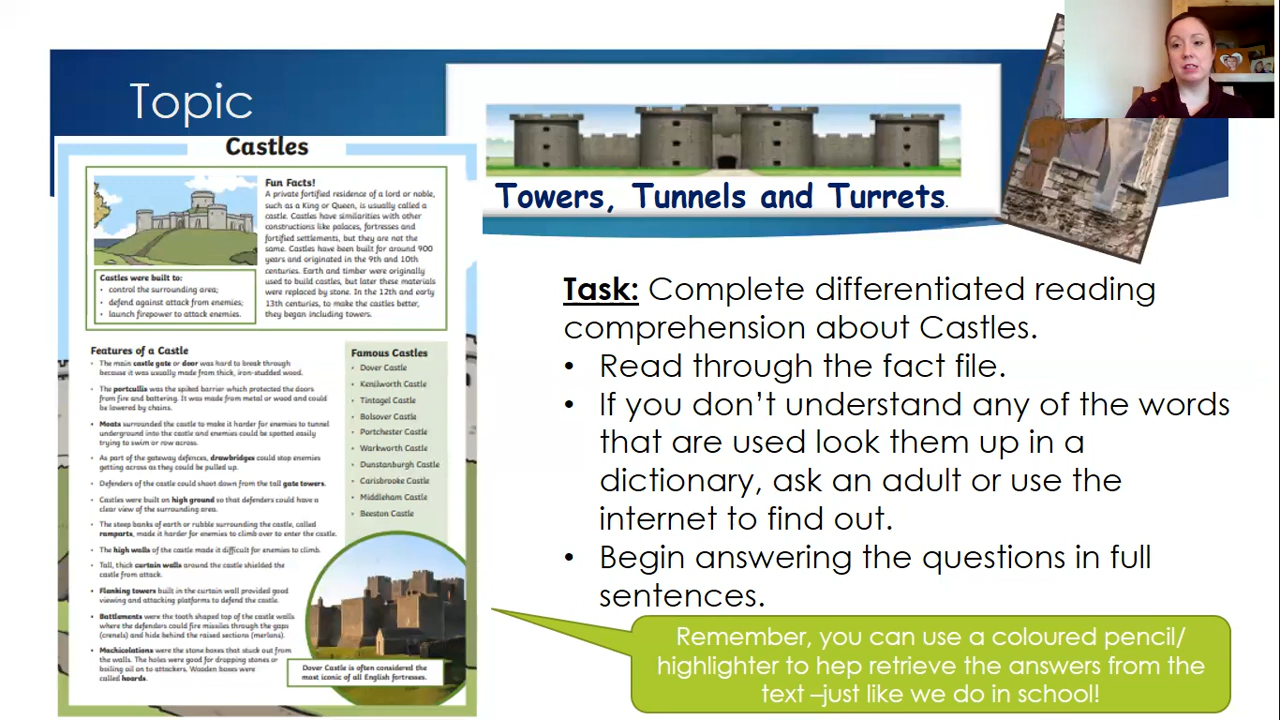 Topic
Towers, Tunnels and Turrets.
Castles
Fun Facts!
A private fortified residence of a lord or noble,
such as a King or Queen, is usually called a
castle. Castles have similarities with other
constructions like palaces, fortresses and
fortified settlements, but they are not the
same. Castles have been built for around 900
years and originated in the 9th and 10th
centuries. Earth and timber were originally
used to build castles, but later these materials
were replaced by stone. In the 12th and early
13th centuries, to make the castles better,
they began including towers.
Castles were built to:
• control the surrounding area;
• defend against attack from enemies;
• launch firepower to attack enemies.
Features of a Castle
• The main castle gate or door was hard to break through
because it was usually made from thick, iron-studded wood.
• The portcullis was the spiked barrier which protected the doors
from fire and battering. It was made from metal or wood and could
be lowered by chains.
• Moats surrounded the castle to make it harder for enemies to tunnel
underground into the castle and enemies could be spotted easily
trying to swim or row across.
• As part of the gateway defences, drawbridges could stop enemies
getting across as they could be pulled up.
• Defenders of the castle could shoot down from the tall gate towers.
• Castles were built on high ground so that defenders could have a
clear view of the surrounding area.
• The steep banks of earth or rubble surrounding the castle, called
ramparts, made it harder for enemies to climb over to enter the castle.
• The high walls of the castle made it difficult for enemies to climb.
• Tall, thick curtain walls around the castle shielded the
castle from attack.
• Flanking towers built in the curtain wall provided good
viewing and attacking platforms to defend the castle.
• Battlements were the tooth shaped top of the castle walls
where the defenders could fire missiles through the gaps
(crenels) and hide behind the raised sections (merlons).
• Machicolations were the stone boxes that stuck out from
the walls. The holes were good for dropping stones or
boiling oil on to attackers. Wooden boxes were
called hoards.
Famous Castles
• Dover Castle
• Kenilworth Castle
• Tintagel Castle
• Bolsover Castle
• Portchester Castle
• Warkworth Castle
• Dunstanburgh Castle
• Carisbrooke Castle
• Middleham Castle
• Beeston Castle
Dover Castle is often considered the
most iconic of all English fortresses.
Task: Complete differentiated reading
comprehension about Castles.
• Read through the fact file.
• If you don’t understand any of the words
that are used look them up in a
dictionary, ask an adult or use the
internet to find out.
• Begin answering the questions in full
sentences.
Remember, you can use a coloured pencil/
highlighter to hep retrieve the answers from the
text –just like we do in school!